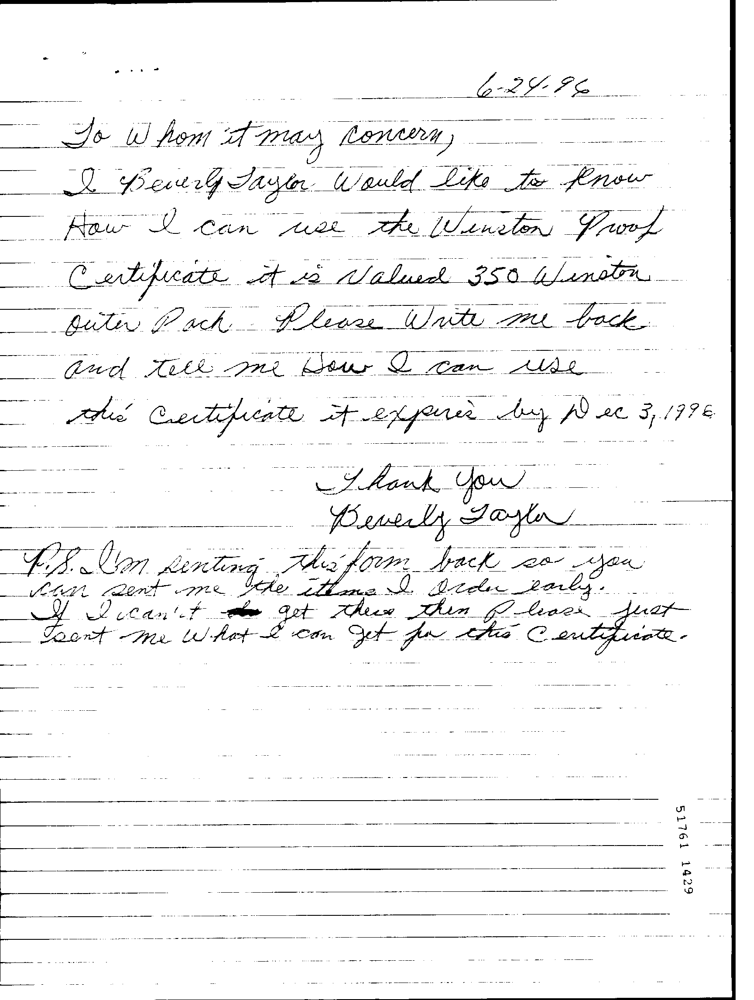 6-24-96
To Whom it may concern,
I Beverly Taylor Would like to know
How I can use the Winston Proof
Certificate it is Valued 350 Winston
outer Pack Please Write me back
and tell me How I can use
this Certificate it expires by Dec 3, 1996
Thank You
Beverly Taylor
P.S. I'm senting this form back so you
can sent me the items I order early.
If I can't get these then Please just
sent me What I can get for this Certificate.
51761 1429